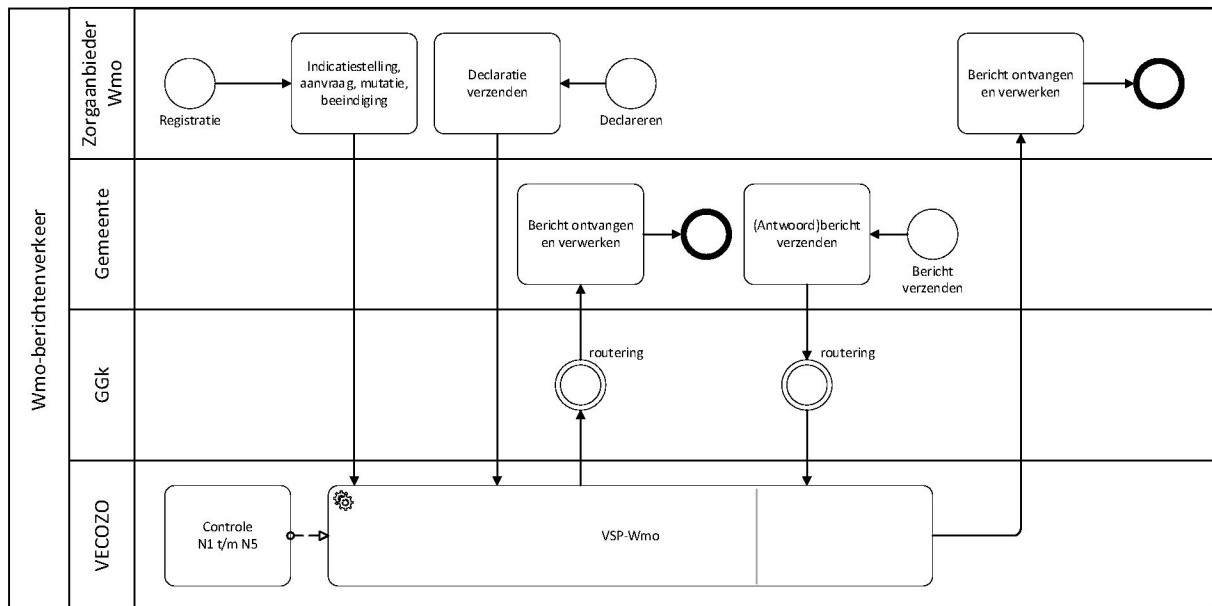 Wmo-berichtenverkeer
Zorgaanbieder
Wmo
Registratie
Indicatiestelling,
aanvraag, mutatie,
beeindiging
Declaratie
verzenden
Declareren
Bericht ontvangen
en verwerken
Gemeente
Bericht ontvangen
en verwerken
(Antwoord)bericht
verzenden
Bericht
verzenden
GGk
routering
routering
VECOZO
Controle
N1 t/m N5
VSP-Wmo